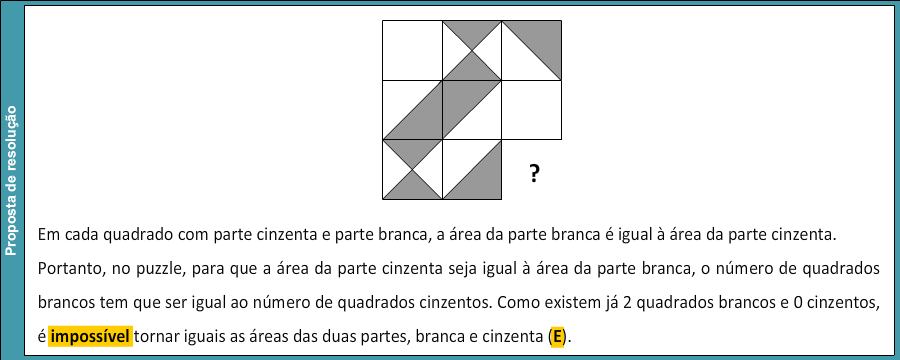 Proposta de resolução
?
Em cada quadrado com parte cinzenta e parte branca, a área da parte branca é igual à área da parte cinzenta.
Portanto, no puzzle, para que a área da parte cinzenta seja igual à área da parte branca, o número de quadrados
brancos tem que ser igual ao número de quadrados cinzentos. Como existem já 2 quadrados brancos e 0 cinzentos,
é impossível tornar iguais as áreas das duas partes, branca e cinzenta (E).